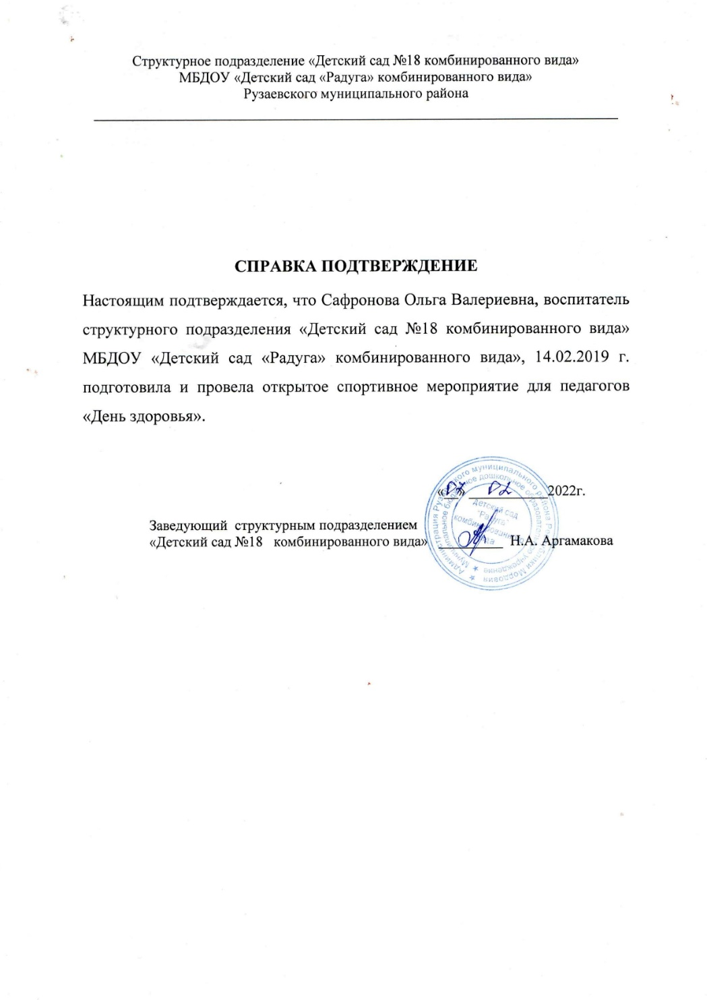 Структурное подразделение «Детский сад №18 комбинированного вида»
МБДОУ «Детский сад «Радуга» комбинированного вида»
Рузаевского муниципального района
СПРАВКА ПОДТВЕРЖДЕНИЕ
Настоящим подтверждается, что Сафронова Ольга Валериевна, воспитатель
структурного подразделения «Детский сад №18 комбинированного вида»
МБДОУ «Детский сад «Радуга» комбинированного вида», 14.02.2019 г.
подготовила и провела открытое спортивное мероприятие для педагогов
«День здоровья».
«07» 02 2022г.
Заведующий структурным подразделением
«Детский сад №18 комбинированного вида» Н.А. Аргамакова
Администрация Рузаевского муниципального района Республики Мордовия
Муниципальное бюджетное дошкольное образовательное учреждение
детский сад
"Радуга"
комбинированного
вида